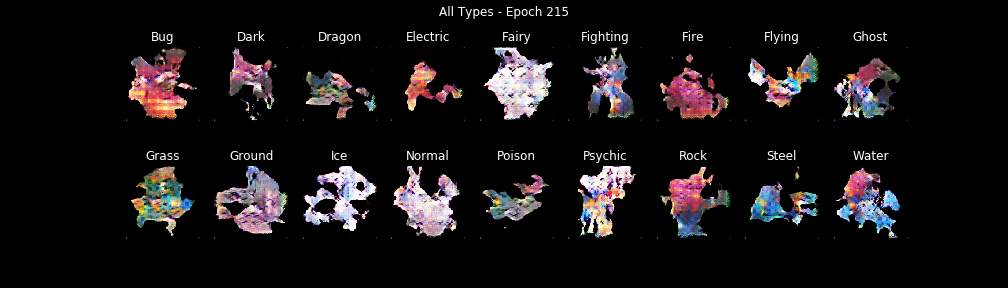 All Types - Epoch 215
Bug Dark Dragon Electric Fairy Fighting Fire Flying Ghost
Grass Ground Ice Normal Poison Psychic Rock Steel Water